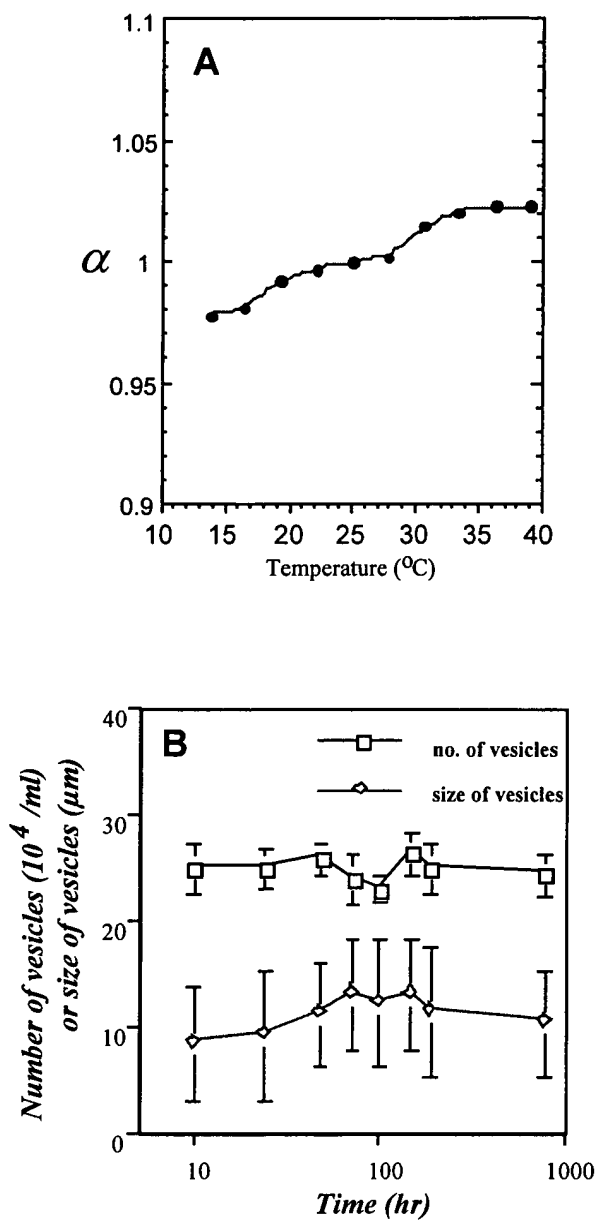 1.1
A
1.05
α
1
0.95
0.9
10 15 20 25 30 35 40
Temperature (°C)
40
B
no. of vesicles
size of vesicles
30
20
10
0
Number of vesicles (10⁴ /ml)
or size of vesicles (µm)
10 100 1000
Time (hr)